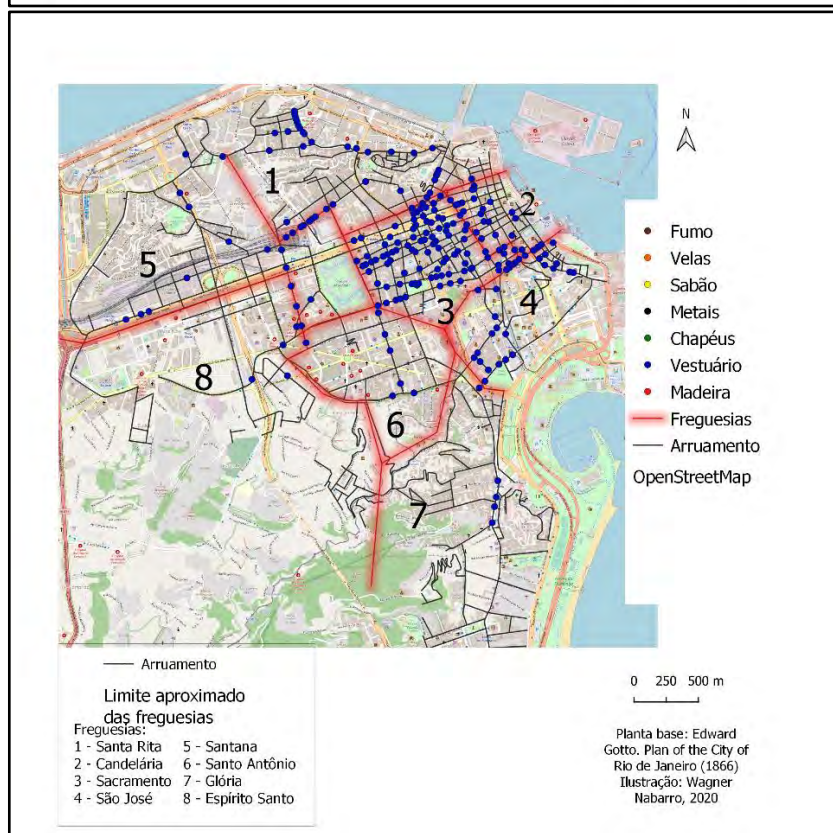 N
1
2
3
4
5
6
7
8
Fumo
Velas
Sabão
Metais
Chapéus
Vestuário
Madeira
Freguesias
Arruamento
OpenStreetMap
Arruamento
Limite aproximado
das freguesias
Freguesias:
1 - Santa Rita 5 - Santana
2 - Candelária 6 - Santo Antônio
3 - Sacramento 7 - Glória
4 - São José 8 - Espírito Santo
0 250 500 m
Planta base: Edward
Gotto. Plan of the City of
Rio de Janeiro (1866)
Ilustração: Wagner
Nabarro, 2020